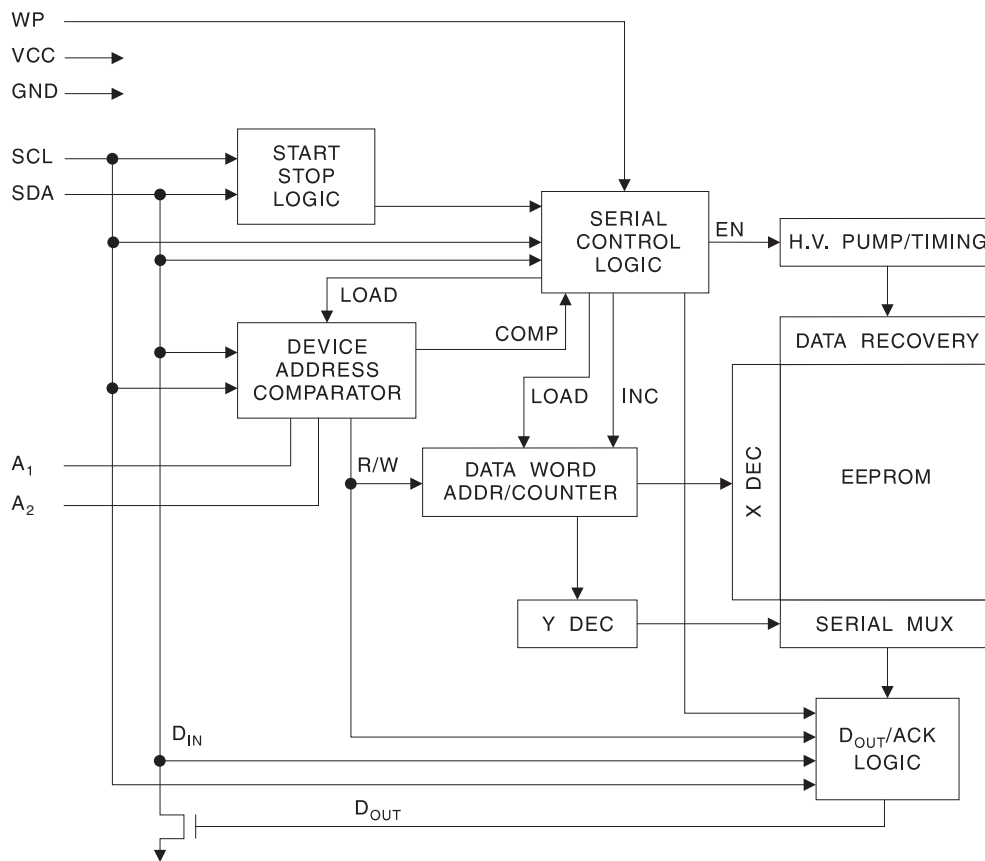 WP
VCC
GND
SCL
SDA
START
STOP
LOGIC
SERIAL
CONTROL
LOGIC
EN
H.V. PUMP/TIMING
LOAD
COMP
DEVICE
ADDRESS
COMPARATOR
DATA RECOVERY
LOAD
INC
A1
A2
R/W
DATA WORD
ADDR/COUNTER
X DEC
EEPROM
Y DEC
SERIAL MUX
DIN
DOUT/ACK
LOGIC
DOUT